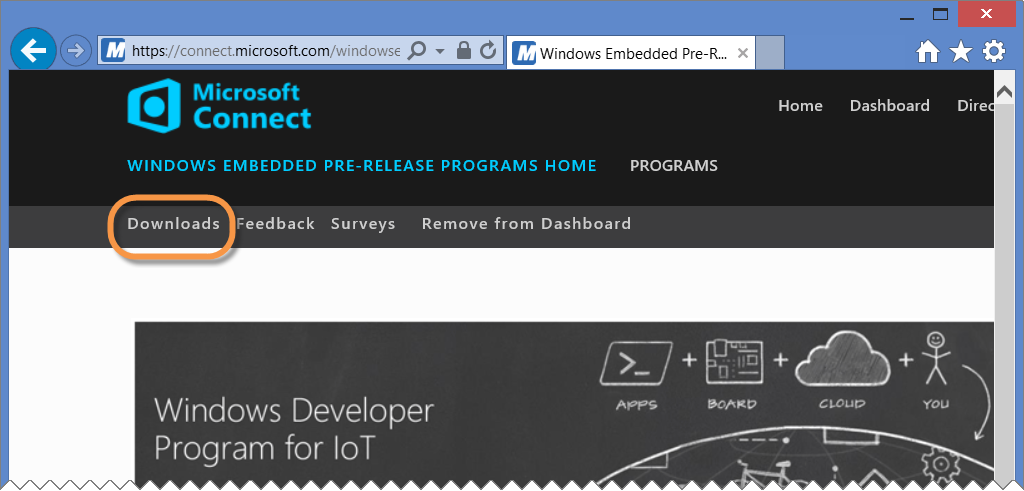 https://connect.microsoft.com/windowse
Windows Embedded Pre-R...
Microsoft
Connect
Home Dashboard Direc
WINDOWS EMBEDDED PRE-RELEASE PROGRAMS HOME PROGRAMS
Downloads Feedback Surveys Remove from Dashboard
Windows Developer
Program for IoT
APPS BOARD CLOUD YOU